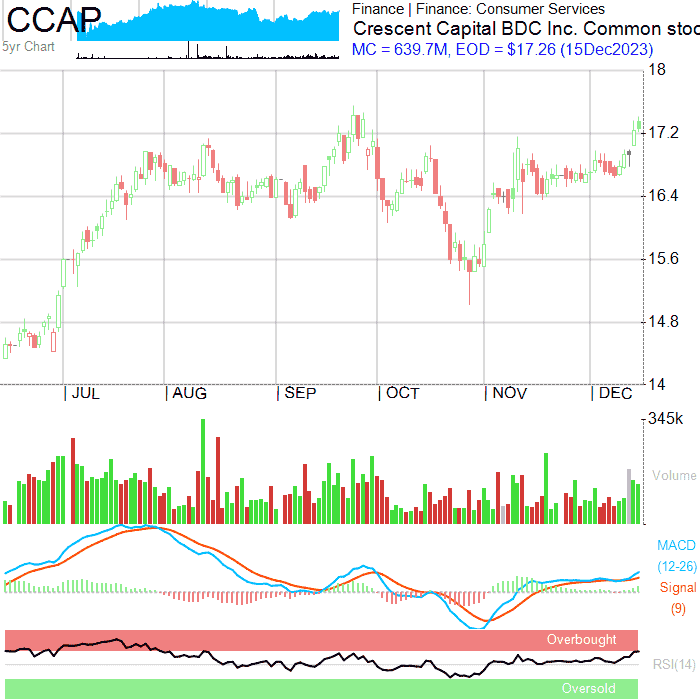 CCAP
5yr Chart
Finance | Finance: Consumer Services
Crescent Capital BDC Inc. Common stoc
MC = 639.7M, EOD = $17.26 (15Dec2023)
18
17.2
16.4
15.6
14.8
14
| JUL | AUG | SEP | OCT | NOV | DEC
345k
Volume
MACD
(12-26)
Signal
(9)
Overbought
RSI(14)
Oversold